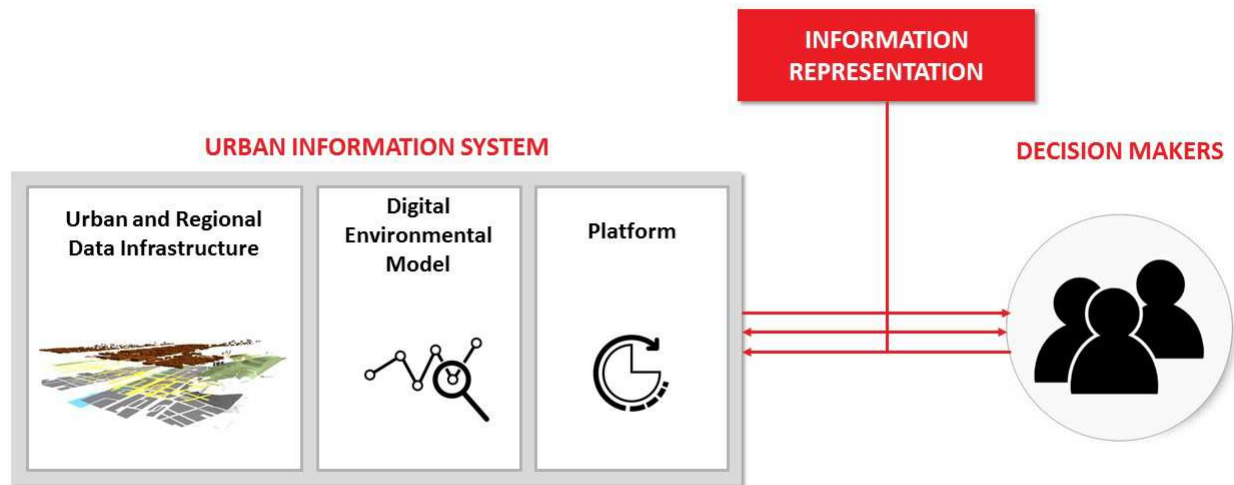 INFORMATION
REPRESENTATION
URBAN INFORMATION SYSTEM
DECISION MAKERS
Urban and Regional
Data Infrastructure
Digital
Environmental
Model
Platform